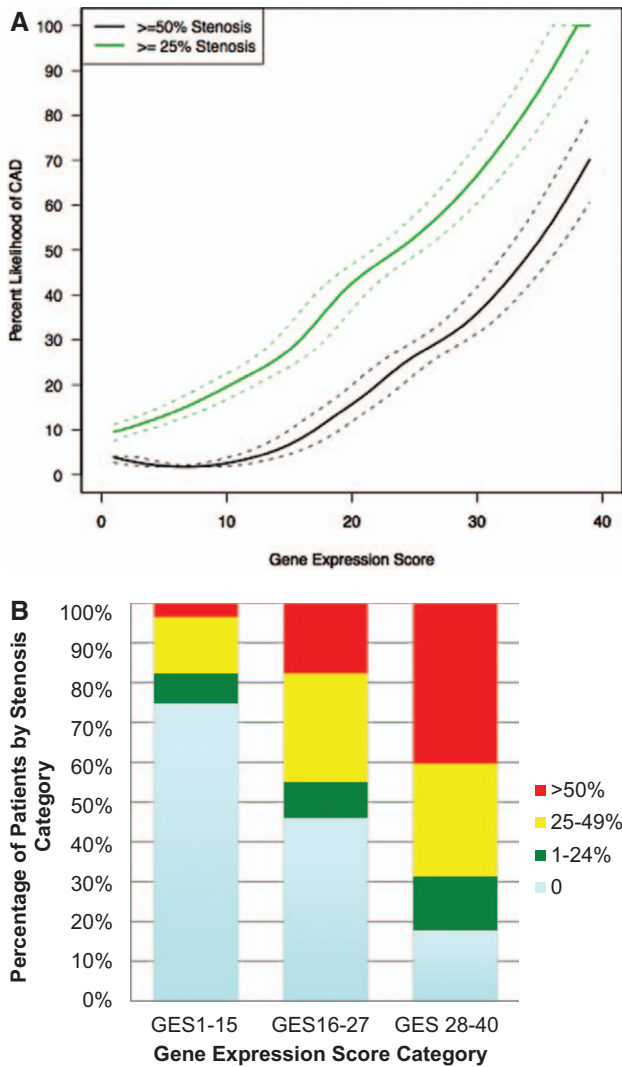 A
>=50% Stenosis
>= 25% Stenosis
Percent Likelihood of CAD
100
90
80
70
60
50
40
30
20
10
0
0 10 20 30 40
Gene Expression Score
B
Percentage of Patients by Stenosis
Category
100%
90%
80%
70%
60%
50%
40%
30%
20%
10%
0%
>50%
25-49%
1-24%
0
GES1-15 GES16-27 GES 28-40
Gene Expression Score Category